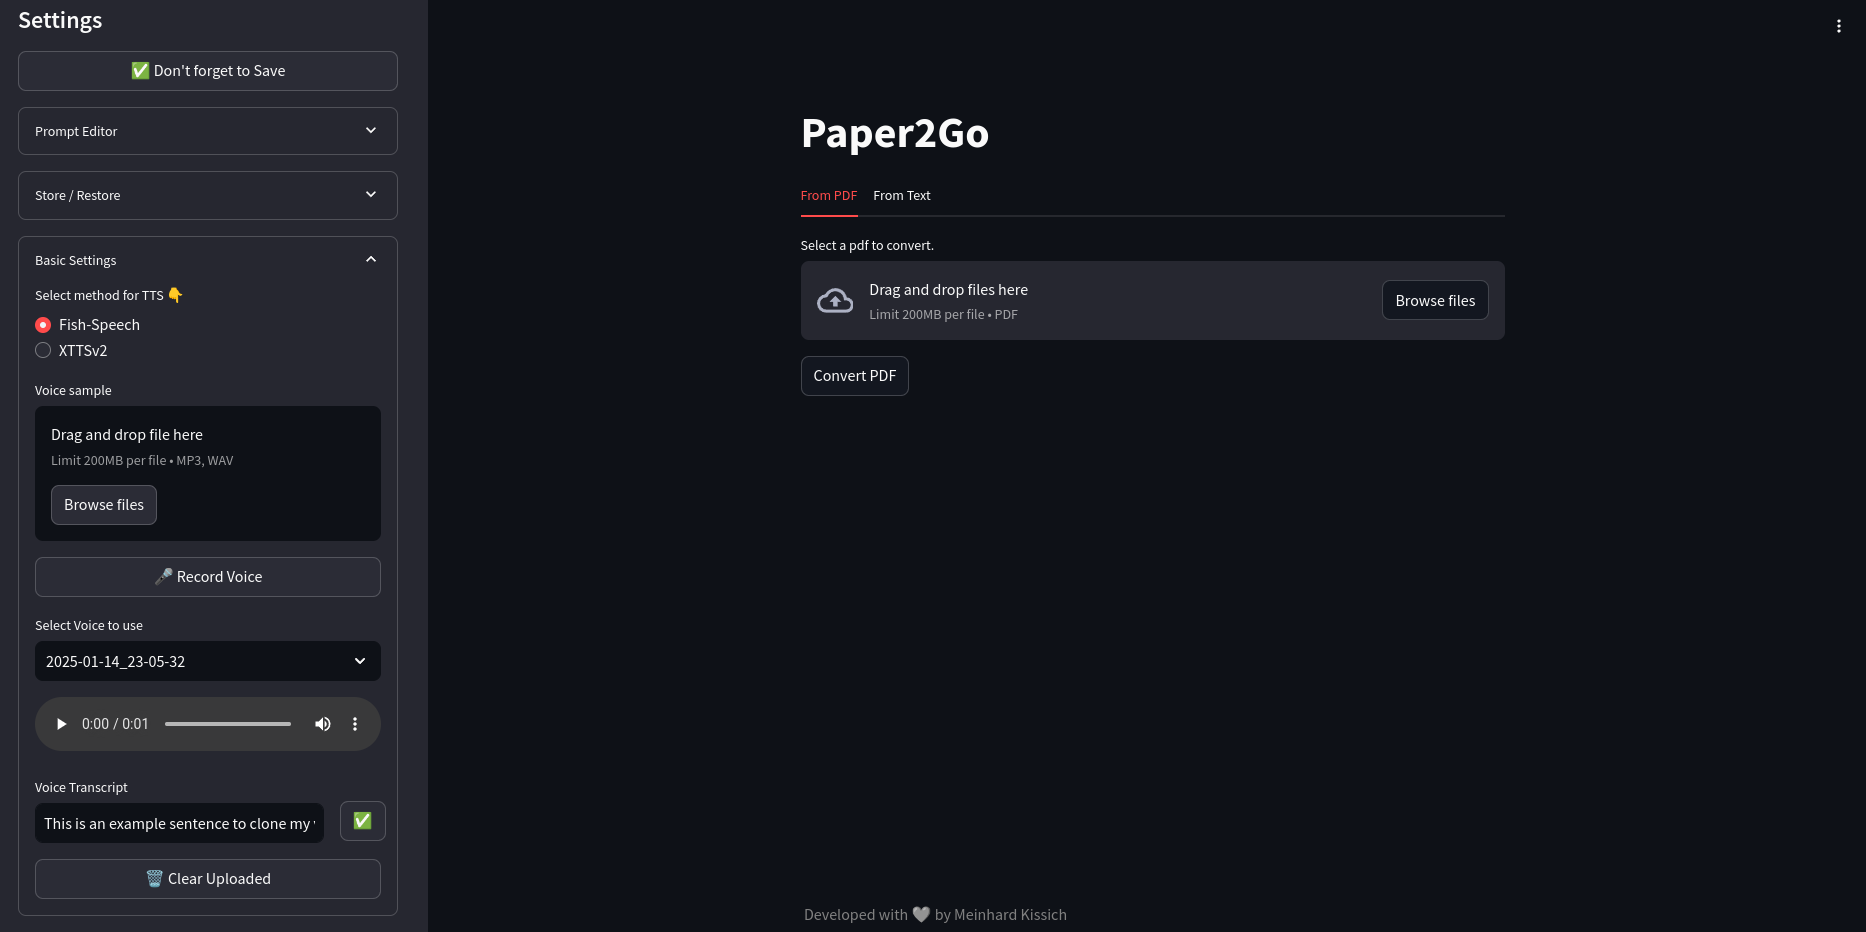 Settings
✅ Don't forget to Save
Prompt Editor
Store / Restore
Basic Settings
Select method for TTS 👇
Fish-Speech
XTTSv2
Voice sample
Drag and drop file here
Limit 200MB per file • MP3, WAV
Browse files
🎤 Record Voice
Select Voice to use
2025-01-14_23-05-32
0:00 / 0:01
Voice Transcript
This is an example sentence to clone my
✅
🗑️ Clear Uploaded
Paper2Go
From PDF From Text
Select a pdf to convert.
Drag and drop files here
Limit 200MB per file • PDF
Browse files
Convert PDF
Developed with 🤍 by Meinhard Kissich